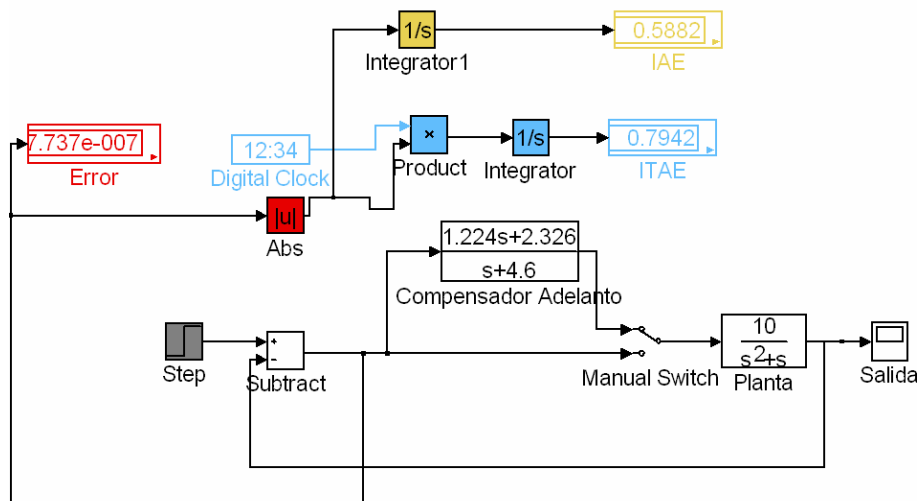 1/s
Integrator1
0.5882
IAE
7.737e-007
Error
12:34
Digital Clock
×
Product
1/s
Integrator
0.7942
ITAE
|u|
Abs
1.224s+2.326
s+4.6
Compensador Adelanto
Step
+
−
Subtract
Manual Switch
10
s2+s
Planta
Salida